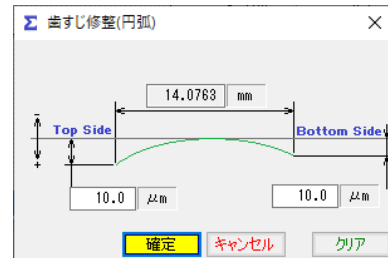 Σ 歯すじ修整(円弧) ×
14.0763 mm
- Top Side Bottom Side -
+ +
10.0 μm 10.0 μm
確定 キャンセル クリア